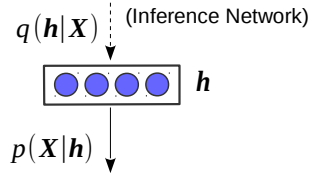 (Inference Network)
q(h|X)
h
p(X|h)